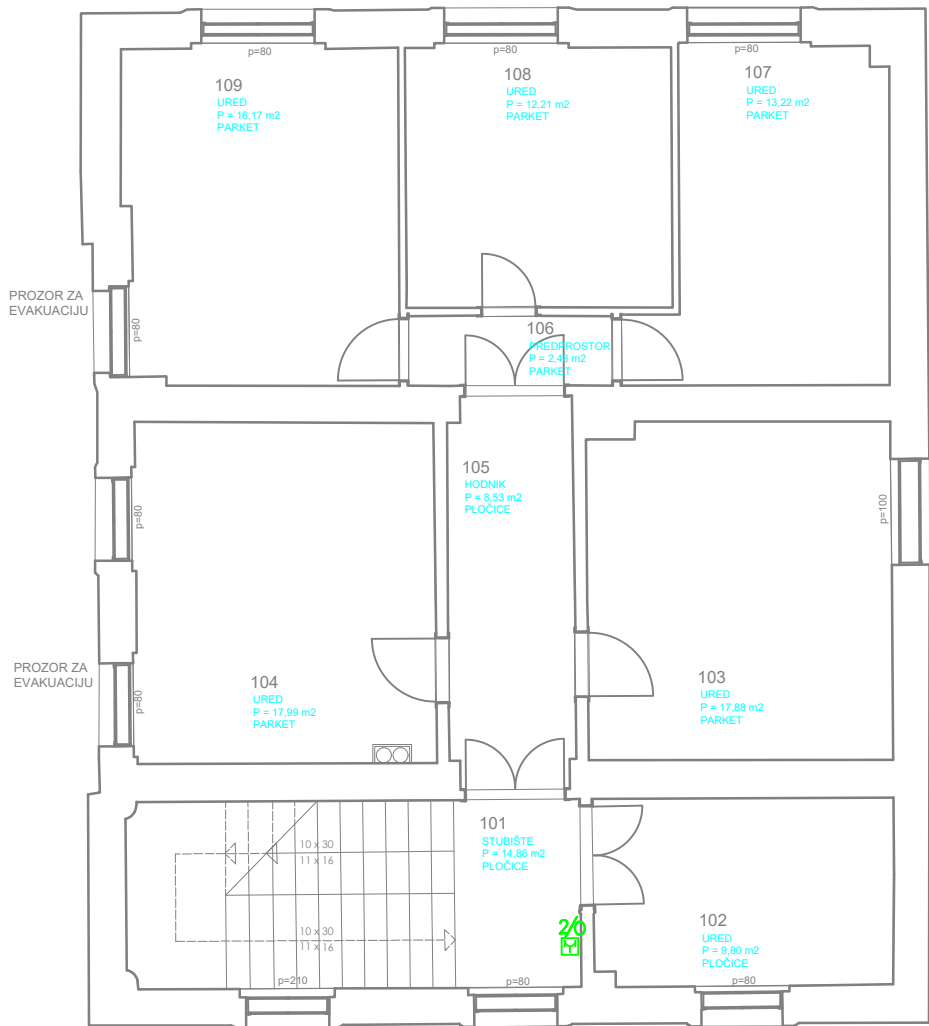 p=80
p=80
p=80
109
URED
P = 16,17 m2
PARKET
108
URED
P = 12,21 m2
PARKET
107
URED
P = 13,22 m2
PARKET
PROZOR ZA
EVAKUACIJU
p=80
106
PREDPROSTOR
P = 2,48 m2
PARKET
105
HODNIK
P = 8,53 m2
PLOČICE
p=80
p=100
PROZOR ZA
EVAKUACIJU
p=80
104
URED
P = 17,99 m2
PARKET
103
URED
P = 17,88 m2
PARKET
101
STUBIŠTE
P = 14,86 m2
PLOČICE
10 x 30
11 x 16
10 x 30
11 x 16
2/0
102
URED
P = 9,80 m2
PLOČICE
p=210
p=80
p=80